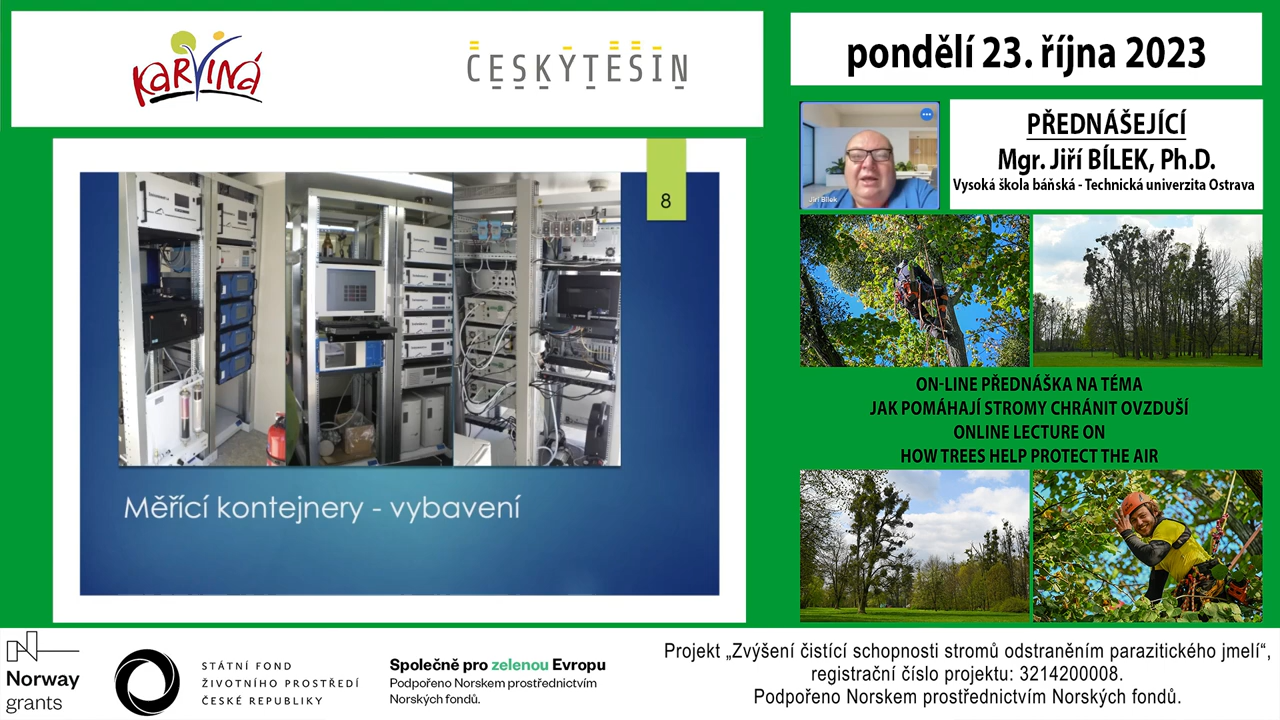 Karviná
ČESKÝTĚŠÍN
pondělí 23. října 2023
PŘEDNÁŠEJÍCÍ
Mgr. Jiří BÍLEK, Ph.D.
Vysoká škola báňská - Technická univerzita Ostrava
Jiří Bílek
8
Měřící kontejnery - vybavení
ON-LINE PŘEDNÁŠKA NA TÉMA
JAK POMÁHAJÍ STROMY CHRÁNIT OVZDUŠÍ
ONLINE LECTURE ON
HOW TREES HELP PROTECT THE AIR
Norway
grants
STÁTNÍ FOND
ŽIVOTNÍHO PROSTŘEDÍ
ČESKÉ REPUBLIKY
Společně pro zelenou Evropu
Podpořeno Norskem prostřednictvím
Norských fondů.
Projekt „Zvýšení čistící schopnosti stromů odstraněním parazitického jmelí“,
registrační číslo projektu: 3214200008.
Podpořeno Norskem prostřednictvím Norských fondů.